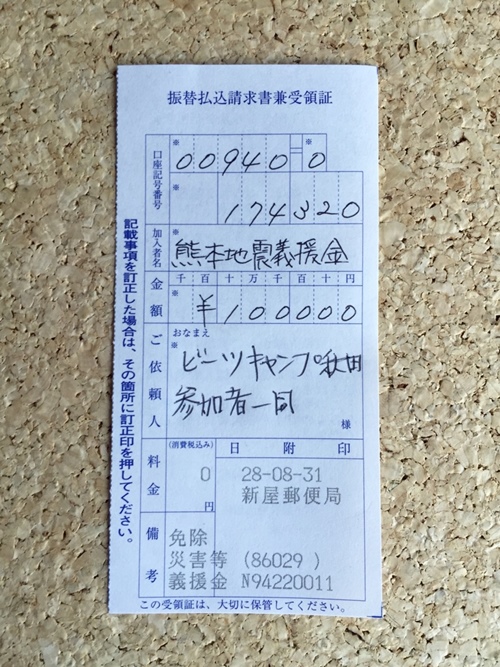 振替払込請求書兼受領証
口座記号番号
※
00940=0
※
174320
加入者名
※
熊本地震義援金
金額
千百十万千百十円
※
¥100000
ご依頼人
おなまえ
※
ビーツキャンプ秋田
参加者一同
様
料金
(消費税込み)
0
円
日附印
28-08-31
新屋郵便局
備考
免除
災害等 (86029 )
義援金 N94220011
この受領証は、大切に保管してください。
記載事項を訂正した場合は、その箇所に訂正印を押してください。